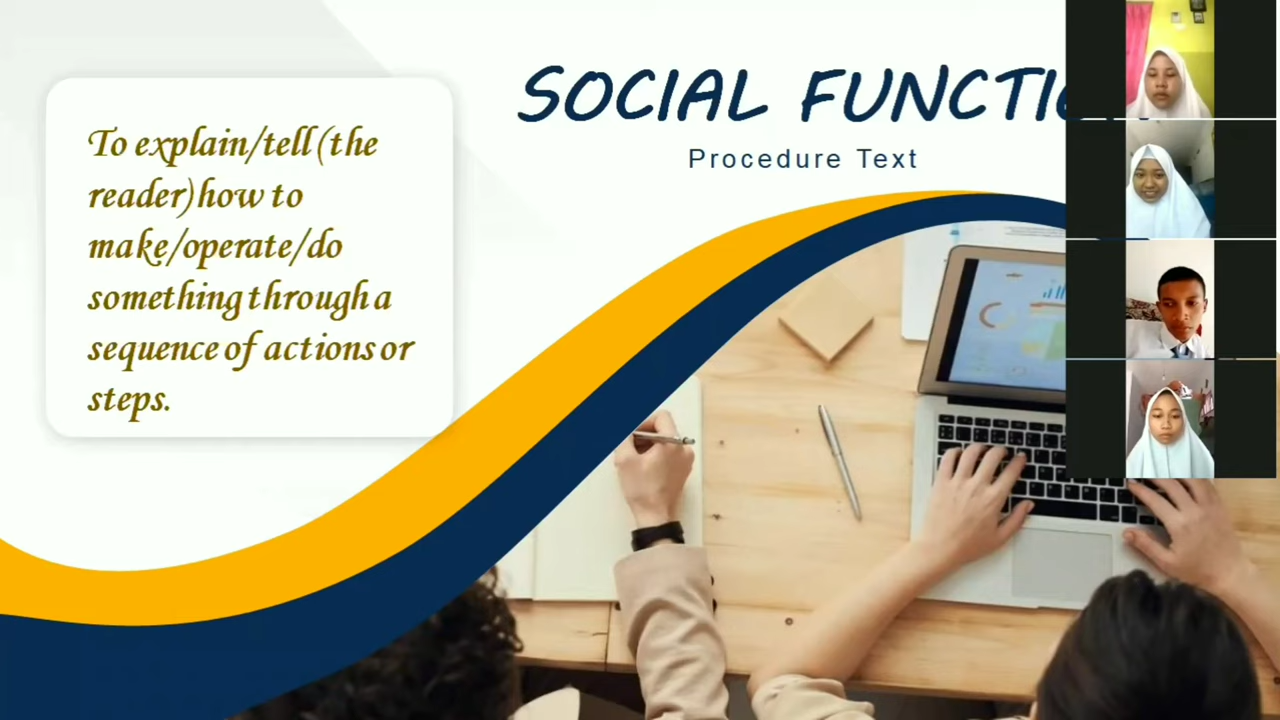 SOCIAL
Procedure Text
To explain/tell (the
reader) how to
make/operate/do
something through a
sequence of actions or
steps.